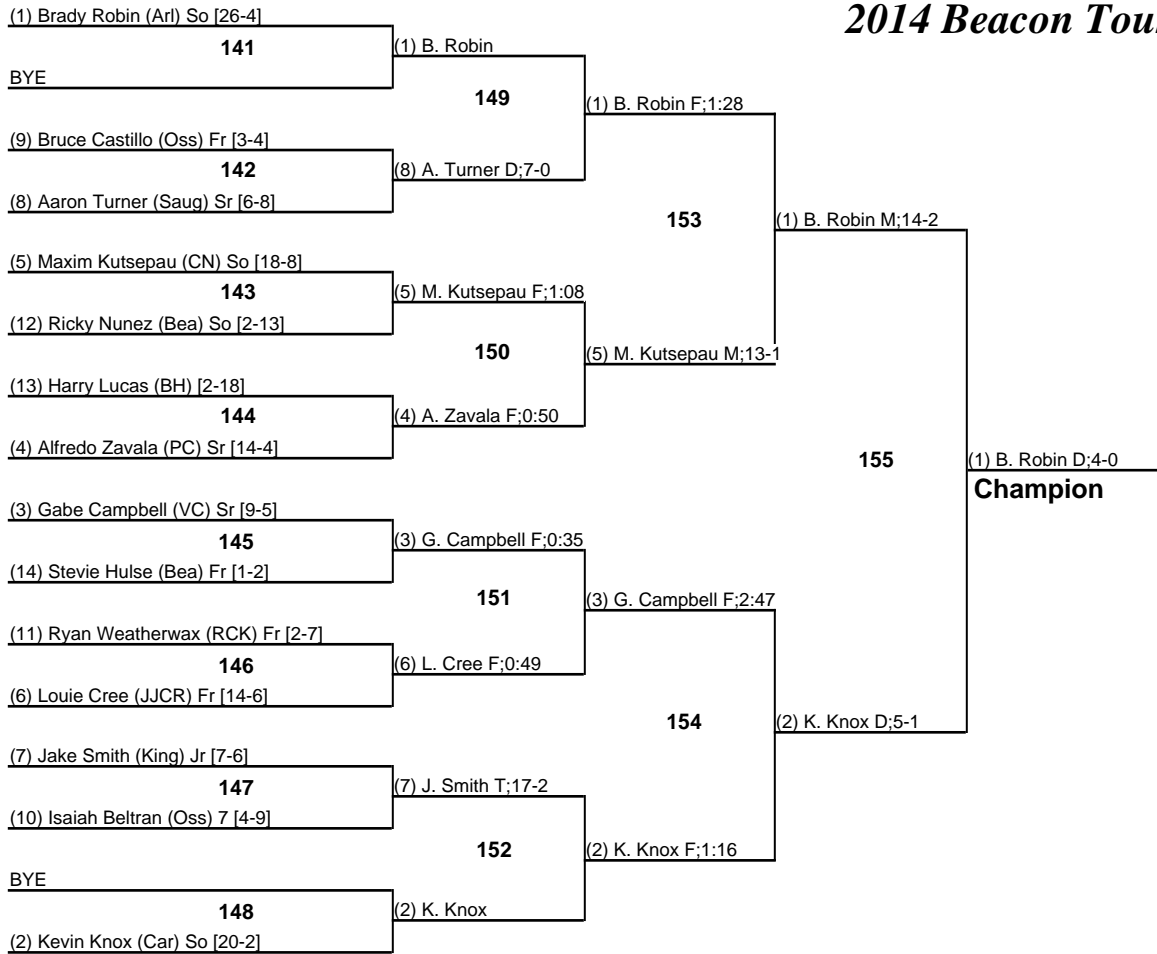 2014 Beacon Tou
(1) Brady Robin (Arl) So [26-4]
141
BYE
(1) B. Robin
149
(9) Bruce Castillo (Oss) Fr [3-4]
142
(8) Aaron Turner (Saug) Sr [6-8]
(8) A. Turner D;7-0
(1) B. Robin F;1:28
153
(5) Maxim Kutsepau (CN) So [18-8]
143
(12) Ricky Nunez (Bea) So [2-13]
(5) M. Kutsepau F;1:08
150
(13) Harry Lucas (BH) [2-18]
144
(4) Alfredo Zavala (PC) Sr [14-4]
(4) A. Zavala F;0:50
(5) M. Kutsepau M;13-1
(1) B. Robin M;14-2
155
(1) B. Robin D;4-0
Champion
(3) Gabe Campbell (VC) Sr [9-5]
145
(14) Stevie Hulse (Bea) Fr [1-2]
(3) G. Campbell F;0:35
151
(11) Ryan Weatherwax (RCK) Fr [2-7]
146
(6) Louie Cree (JJCR) Fr [14-6]
(6) L. Cree F;0:49
(3) G. Campbell F;2:47
154
(2) K. Knox D;5-1
(7) Jake Smith (King) Jr [7-6]
147
(10) Isaiah Beltran (Oss) 7 [4-9]
(7) J. Smith T;17-2
152
(2) K. Knox F;1:16
BYE
148
(2) Kevin Knox (Car) So [20-2]
(2) K. Knox